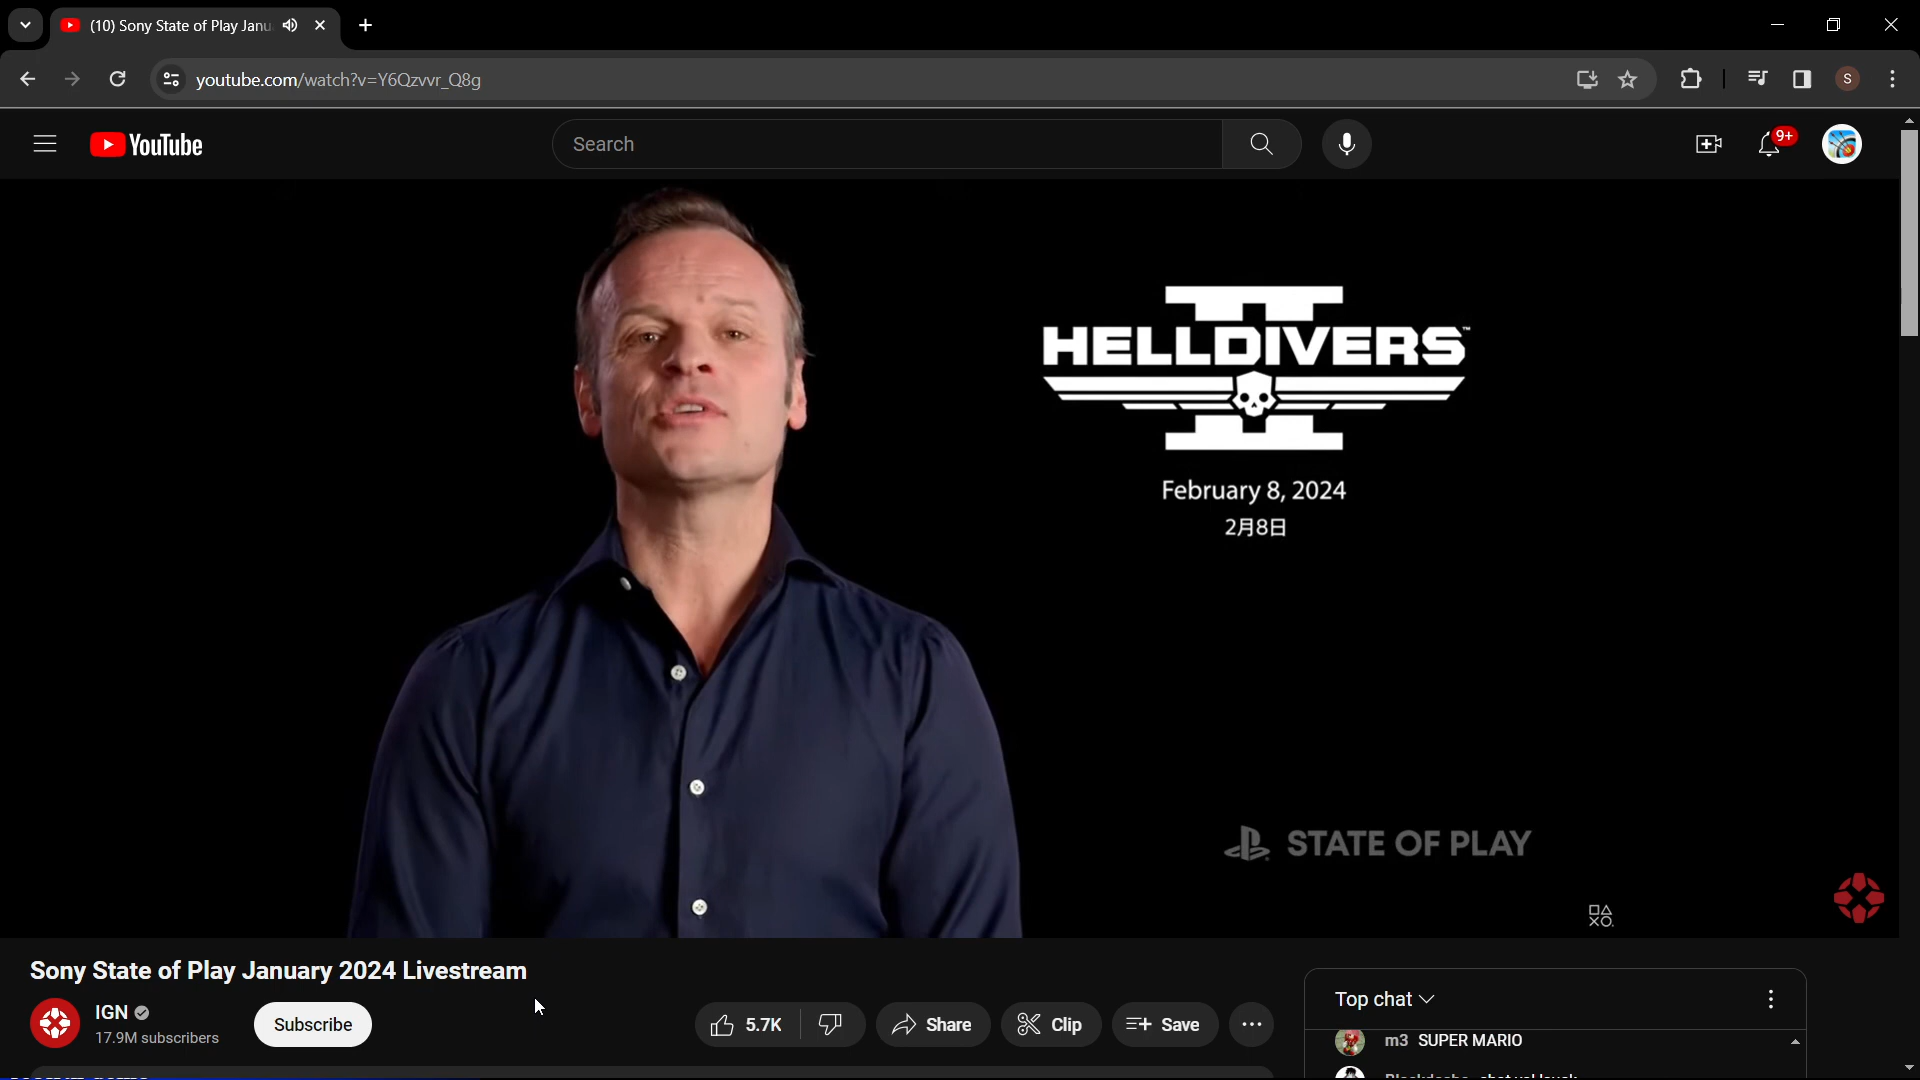 (10) Sony State of Play Janu
youtube.com/watch?v=Y6Qzvvr_Q8g
S
YouTube
Search
9+
II
HELLDIVERS™
February 8, 2024
2月8日
STATE OF PLAY
Sony State of Play January 2024 Livestream
IGN
17.9M subscribers
Subscribe
5.7K
Share
Clip
Save
Top chat
m3 SUPER MARIO